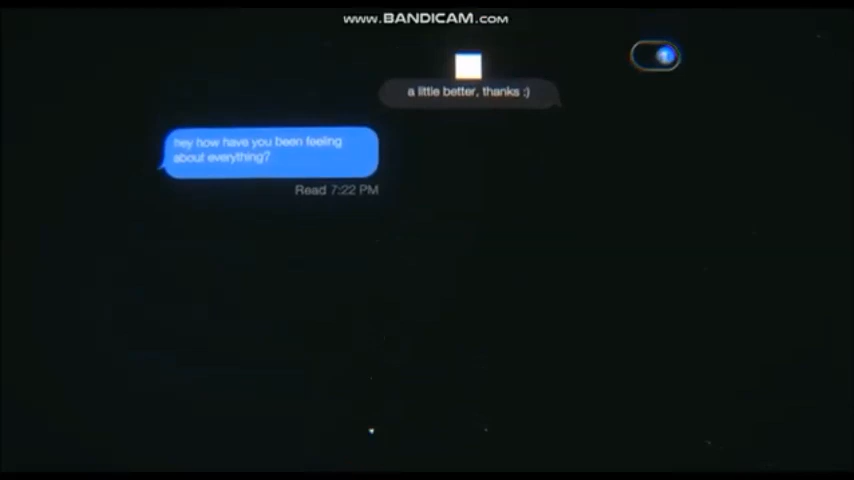 www.BANDICAM.com
a little better, thanks :)
hey how have you been feeling
about everything?
Read 7:22 PM